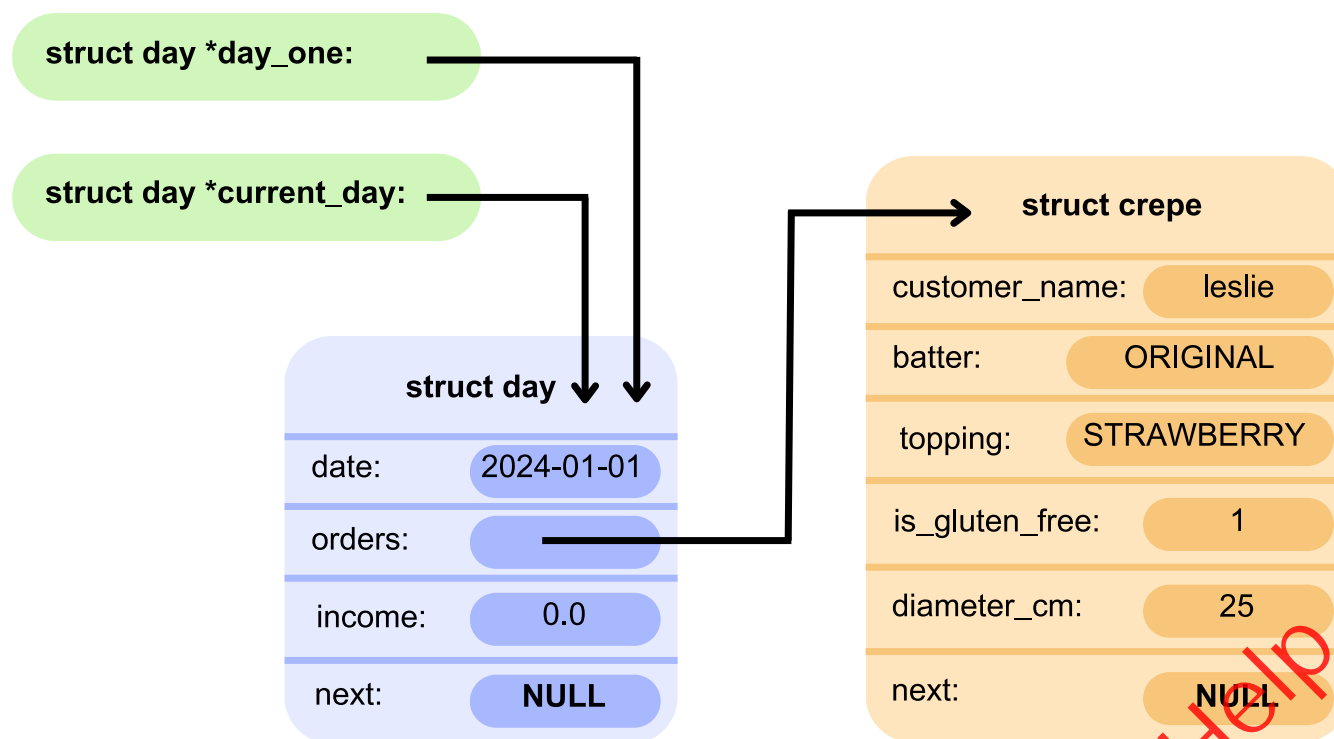 struct day *day_one:
struct day *current_day:
struct day
date: 2024-01-01
orders:
income: 0.0
next: NULL
struct crepe
customer_name: leslie
batter: ORIGINAL
topping: STRAWBERRY
is_gluten_free: 1
diameter_cm: 25
next: NULL
Help